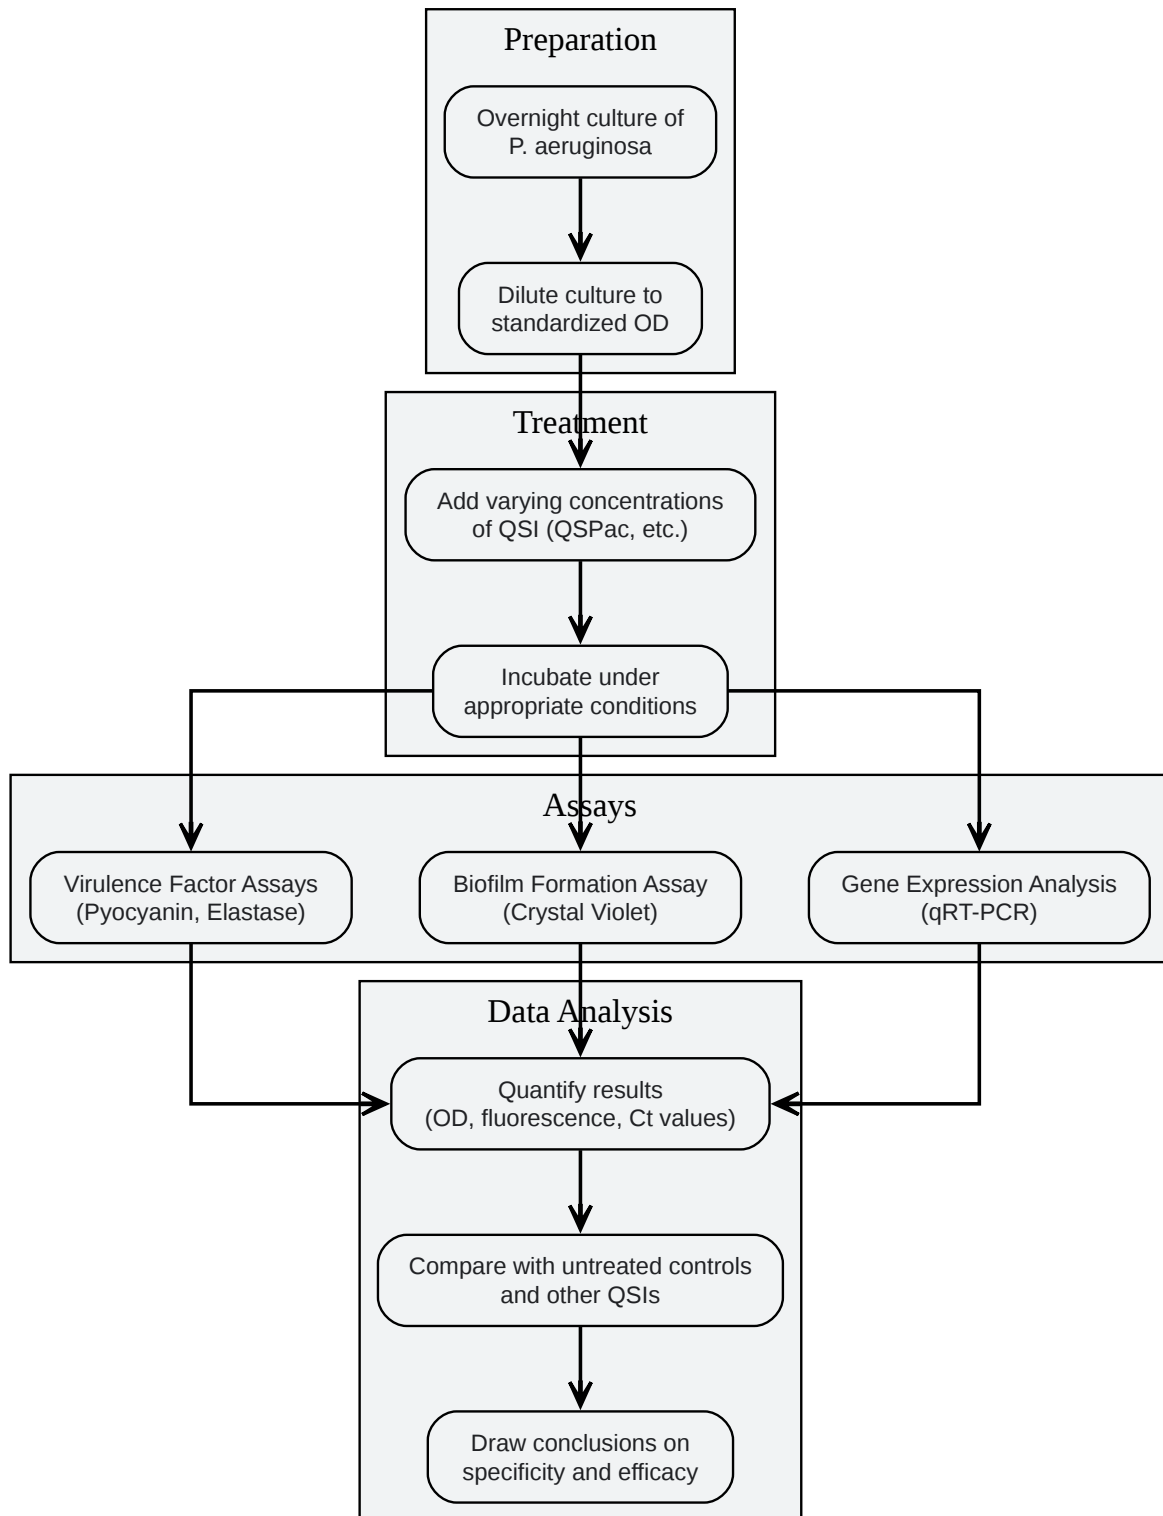 Preparation
Overnight culture of
P. aeruginosa
Dilute culture to
standardized OD
Treatment
Add varying concentrations
of QSI (QSPac, etc.)
Incubate under
appropriate conditions
Assays
Virulence Factor Assays
(Pyocyanin, Elastase)
Biofilm Formation Assay
(Crystal Violet)
Gene Expression Analysis
(qRT-PCR)
Data Analysis
Quantify results
(OD, fluorescence, Ct values)
Compare with untreated controls
and other QSIs
Draw conclusions on
specificity and efficacy